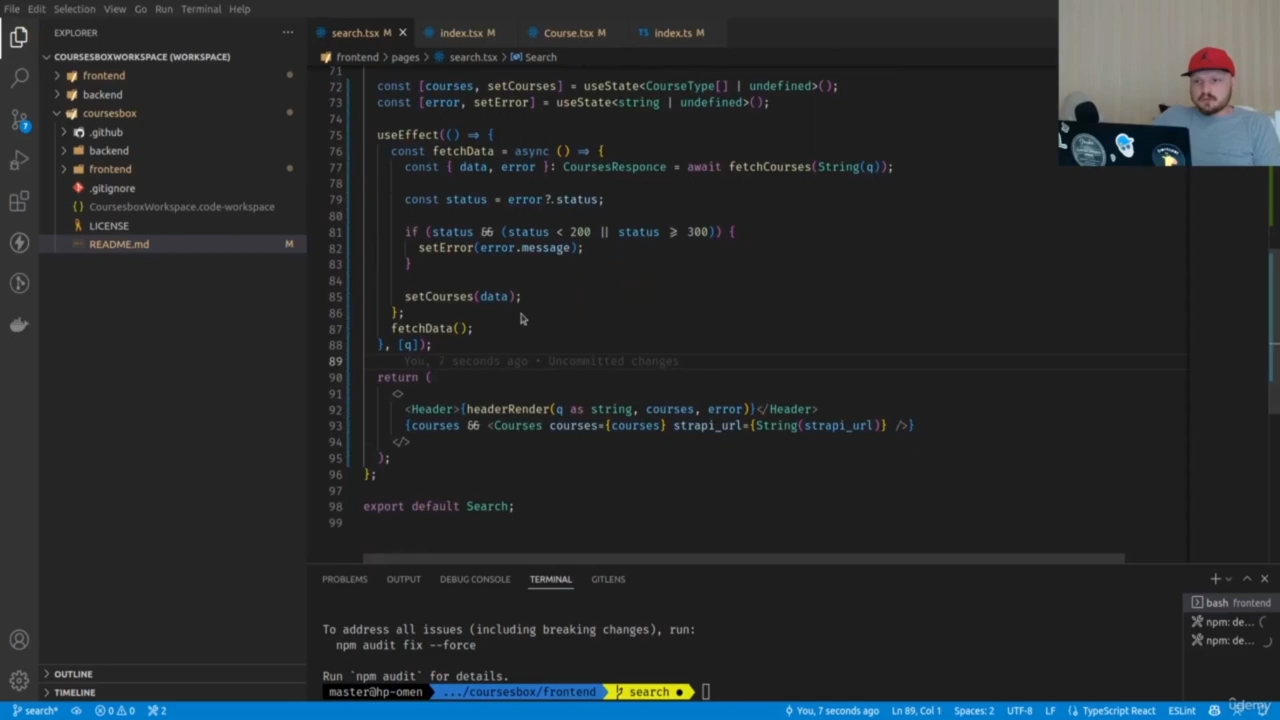 File Edit Selection View Go Run Terminal Help
EXPLORER
COURSESBOXWORKSPACE (WORKSPACE)
frontend
backend
coursesbox
.github
backend
frontend
.gitignore
CoursesboxWorkspace.code-workspace
LICENSE
README.md M
OUTLINE
TIMELINE
search.tsx M
index.tsx M
Course.tsx M
TS index.ts M
frontend › pages › search.tsx › Search
71
72 const [courses, setCourses] = useState<CourseType[] | undefined>();
73 const [error, setError] = useState<string | undefined>();
74
75 useEffect(() => {
76 const fetchData = async () => {
77 const { data, error }: CoursesResponce = await fetchCourses(String(q));
78
79 const status = error?.status;
80
81 if (status && (status < 200 || status >= 300)) {
82 setError(error.message);
83 }
84
85 setCourses(data);
86 };
87 fetchData();
88 }, [q]);
89 You, 7 seconds ago • Uncommitted changes
90 return (
91 <>
92 <Header>{headerRender(q as string, courses, error)}</Header>
93 {courses && <Courses courses={courses} strapi_url={String(strapi_url)} />}
94 </>
95 );
96 };
97
98 export default Search;
99
PROBLEMS OUTPUT DEBUG CONSOLE TERMINAL GITLENS
To address all issues (including breaking changes), run:
npm audit fix --force
Run `npm audit` for details.
master@hp-omen .../coursesbox/frontend search ●
bash frontend
npm: de...
npm: de...
7
search* 0 0 2 You, 7 seconds ago Ln 89, Col 1 Spaces: 2 UTF-8 LF TypeScript React ESLint
udemy